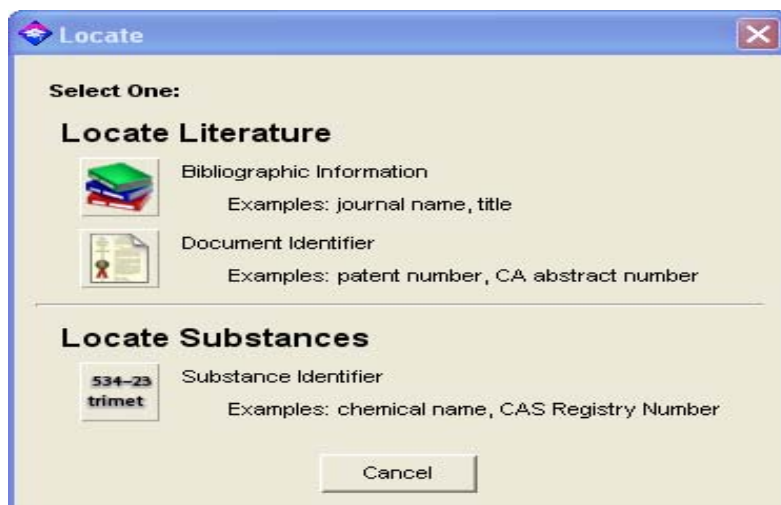 Locate
Select One:
Locate Literature
Bibliographic Information
Examples: journal name, title
Document Identifier
Examples: patent number, CA abstract number
Locate Substances
534-23
trimet
Substance Identifier
Examples: chemical name, CAS Registry Number
Cancel